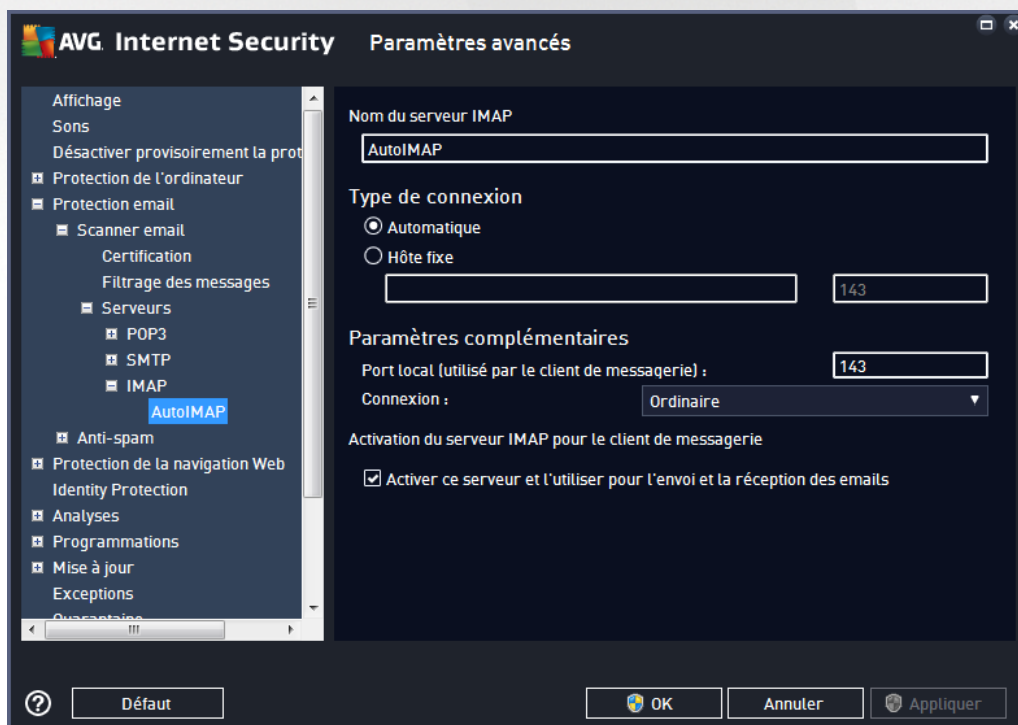 AVG. Internet Security Paramètres avancés
Affichage
Sons
Désactiver provisoirement la prot
Protection de l'ordinateur
Protection email
Scanner email
Certification
Filtrage des messages
Serveurs
POP3
SMTP
IMAP
AutoIMAP
Anti-spam
Protection de la navigation Web
Identity Protection
Analyses
Programmations
Mise à jour
Exceptions
Quarantaine
Nom du serveur IMAP
AutoIMAP
Type de connexion
Automatique
Hôte fixe
143
Paramètres complémentaires
Port local (utilisé par le client de messagerie) : 143
Connexion : Ordinaire
Activation du serveur IMAP pour le client de messagerie
Activer ce serveur et l'utiliser pour l'envoi et la réception des emails
? Défaut OK Annuler Appliquer